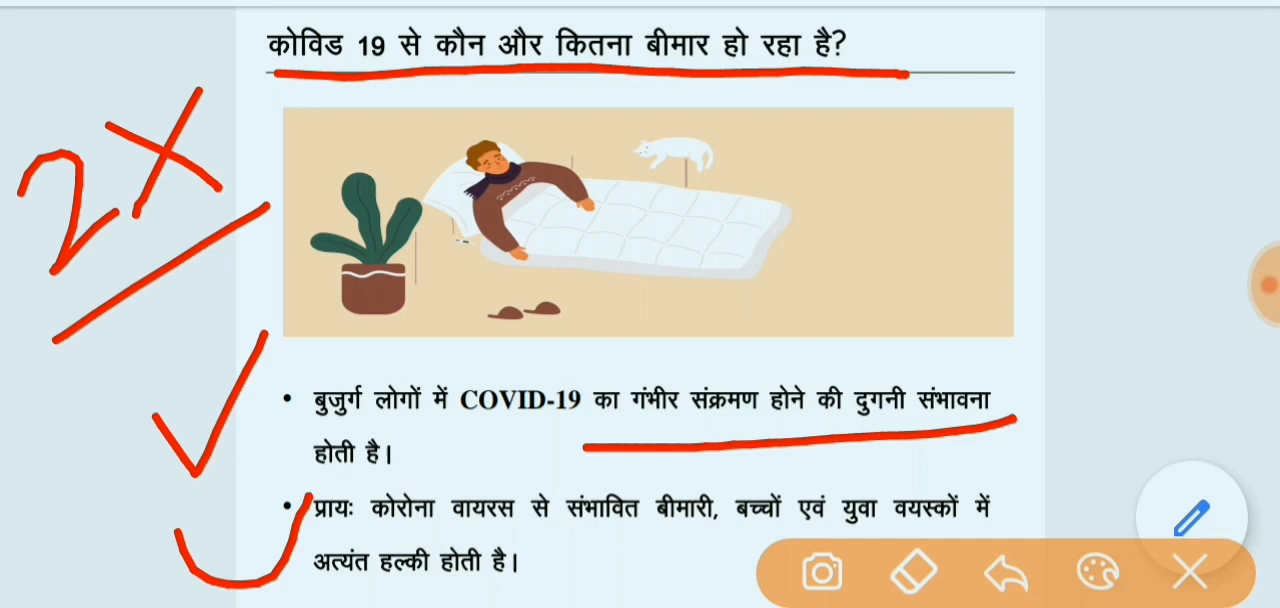 कोविड 19 से कौन और कितना बीमार हो रहा है?
2x
• बुजुर्ग लोगों में COVID-19 का गंभीर संक्रमण होने की दुगनी संभावना
होती है।
• प्रायः कोरोना वायरस से संभावित बीमारी, बच्चों एवं युवा वयस्कों में
अत्यंत हल्की होती है।